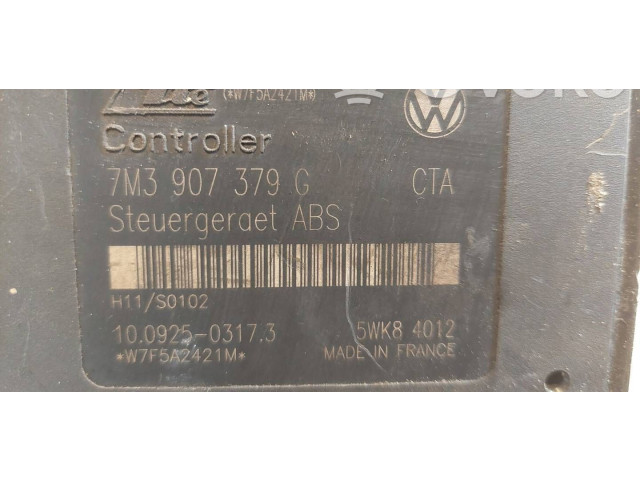 Ate (*W7F5A2421M*)
Controller
7M3 907 379 G CTA
Steuergeraet ABS
H11/S0102
10.0925-0317.3 5WK8 4012
*W7F5A2421M* MADE IN FRANCE